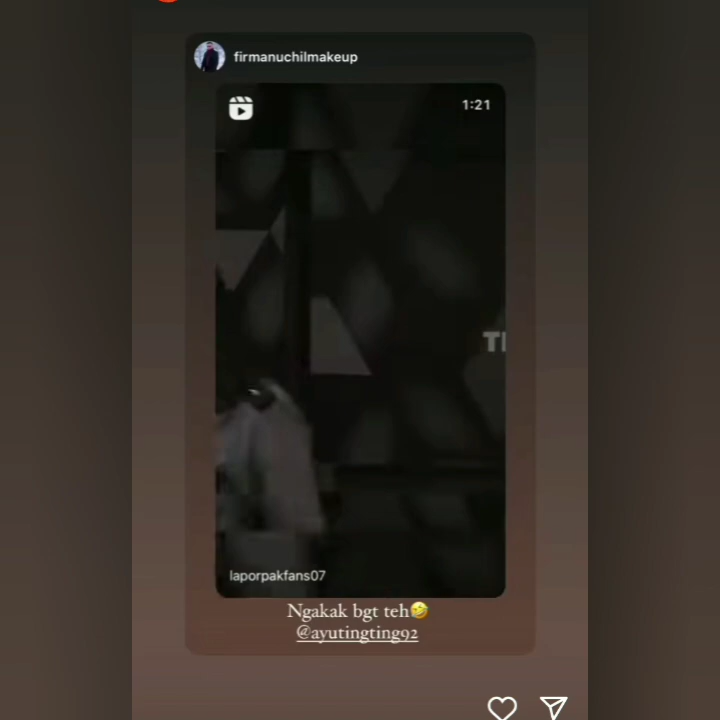 firmanuchilmakeup
1:21
laporpakfans07
Ngakak bgt teh🤣
@ayutingting92